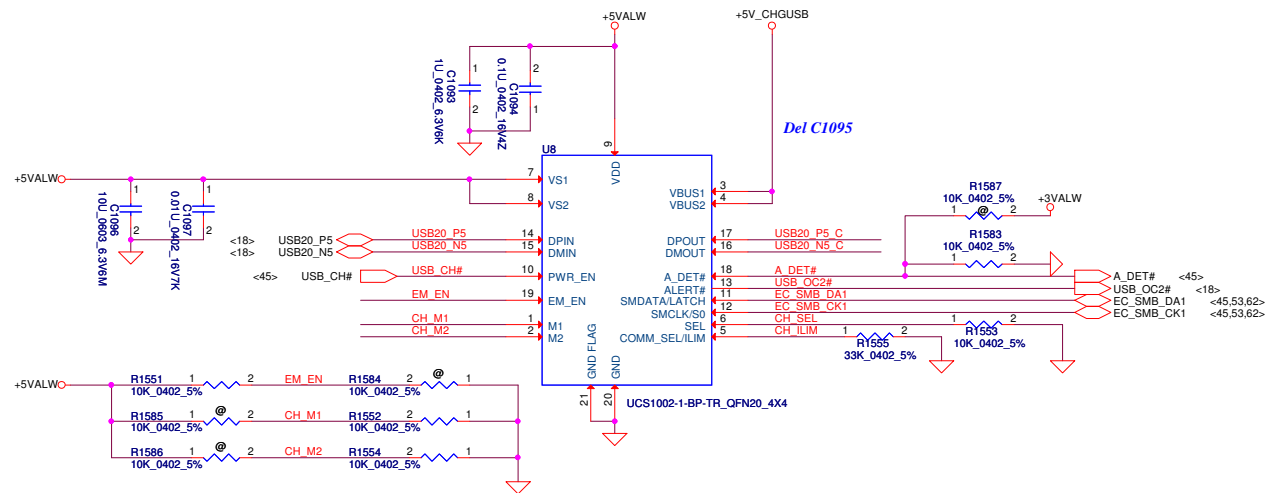 +5VALW
+5V_CHGUSB
C1093
1U_0402_6.3V6K
1
2
C1094
0.1U_0402_16V4Z
2
1
Del C1095
U8
9
VDD
+5VALW
7
VS1
8
VS2
C1096
10U_0603_6.3V6M
1
2
C1097
0.01U_0402_16V7K
1
2
3
VBUS1
4
VBUS2
R1587
10K_0402_5%
1
@
2
+3VALW
<18>
USB20_P5
USB20_P5
14
DPIN
<18>
USB20_N5
USB20_N5
15
DMIN
DPOUT
17
USB20_P5_C
DMOUT
16
USB20_N5_C
R1583
10K_0402_5%
1
2
<45>
USB_CH#
USB_CH#
10
PWR_EN
A_DET#
18
A_DET#
A_DET#
<45>
ALERT#
13
USB_OC2#
USB_OC2#
<18>
EM_EN
19
EM_EN
SMDATA/LATCH
11
EC_SMB_DA1
EC_SMB_DA1
<45,53,62>
SMCLK/S0
12
EC_SMB_CK1
EC_SMB_CK1
<45,53,62>
CH_M1
1
M1
SEL
6
CH_SEL
1
2
R1553
10K_0402_5%
CH_M2
2
M2
COMM_SEL/ILIM
5
CH_ILIM
1
2
R1555
33K_0402_5%
GND FLAG
GND
21
20
UCS1002-1-BP-TR_QFN20_4X4
+5VALW
R1551
10K_0402_5%
1
2
EM_EN
R1584
10K_0402_5%
2
@
1
R1585
10K_0402_5%
1
@
2
CH_M1
R1552
10K_0402_5%
2
1
R1586
10K_0402_5%
1
@
2
CH_M2
R1554
10K_0402_5%
2
1